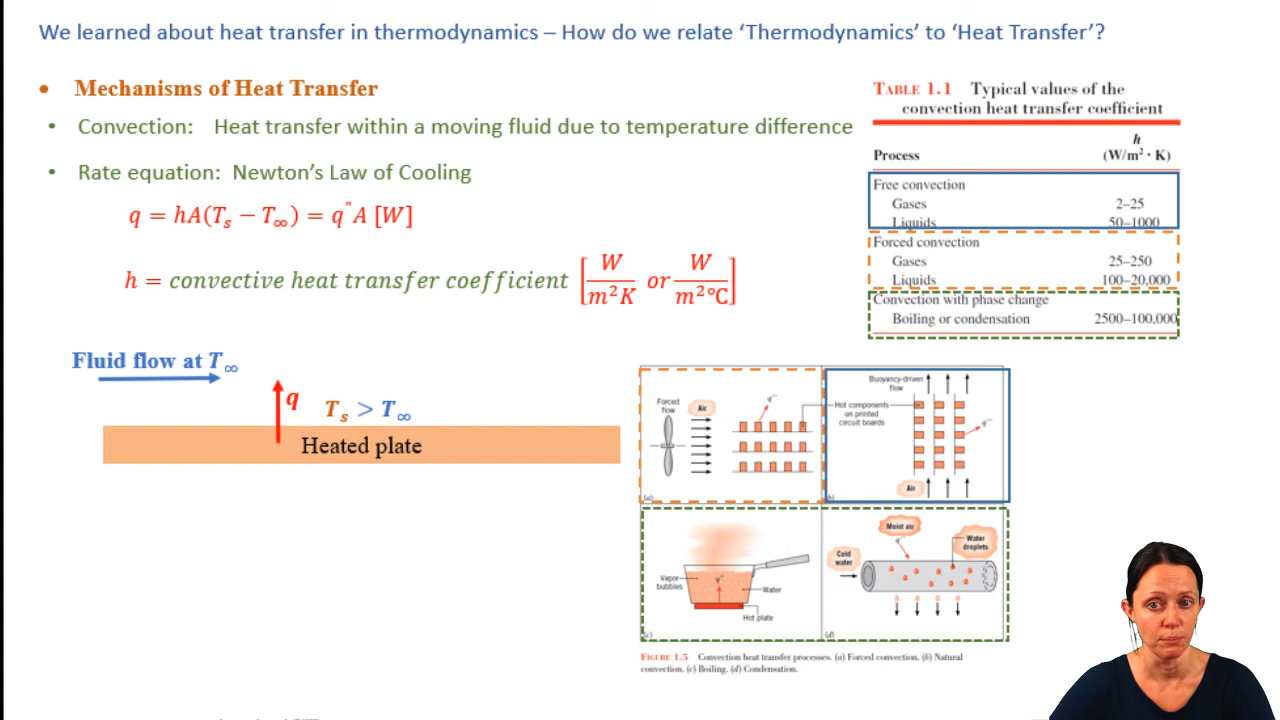 We learned about heat transfer in thermodynamics – How do we relate ‘Thermodynamics’ to ‘Heat Transfer’?
• Mechanisms of Heat Transfer
• Convection: Heat transfer within a moving fluid due to temperature difference
• Rate equation: Newton’s Law of Cooling
q = hA(Tₛ − T∞) = q"A [W]
h = convective heat transfer coefficient [W/m²K or W/m²°C]
Fluid flow at T∞
q
Tₛ > T∞
Heated plate
TABLE 1.1 Typical values of the
convection heat transfer coefficient
h
Process (W/m² · K)
Free convection
Gases 2–25
Liquids 50–1000
Forced convection
Gases 25–250
Liquids 100–20,000
Convection with phase change
Boiling or condensation 2500–100,000
Forced
flow
Air
q"
(a)
Buoyancy-driven
flow
Hot components
on printed
circuit boards
q"
Air
(b)
Vapor
bubbles
q"
Water
Hot plate
(c)
Moist air
q"
Water
droplets
Cold
water
(d)
FIGURE 1.5 Convection heat transfer processes. (a) Forced convection. (b) Natural
convection. (c) Boiling. (d) Condensation.